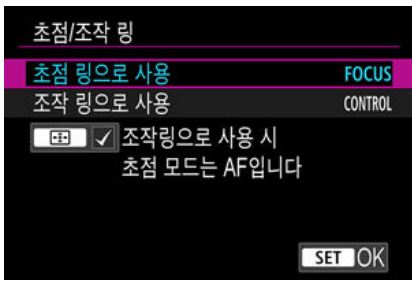 초점/조작 링
초점 링으로 사용 FOCUS
조작 링으로 사용 CONTROL
조작링으로 사용 시
초점 모드는 AF입니다
SET OK